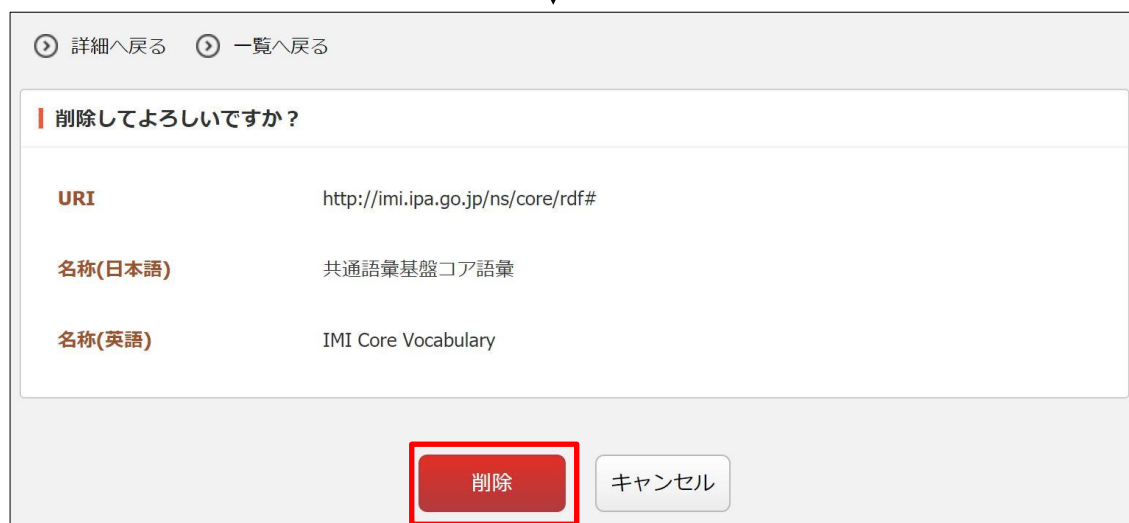 詳細へ戻る 一覧へ戻る
削除してよろしいですか？
URI http://imi.ipa.go.jp/ns/core/rdf#
名称(日本語) 共通語彙基盤コア語彙
名称(英語) IMI Core Vocabulary
削除 キャンセル